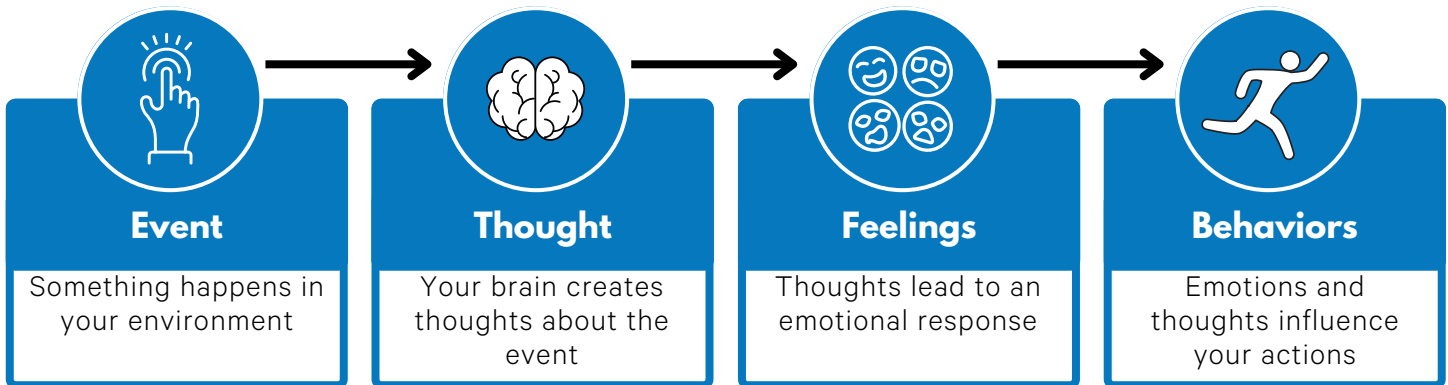 Event
Something happens in
your environment
Thought
Your brain creates
thoughts about the
event
Feelings
Thoughts lead to an
emotional response
Behaviors
Emotions and
thoughts influence
your actions